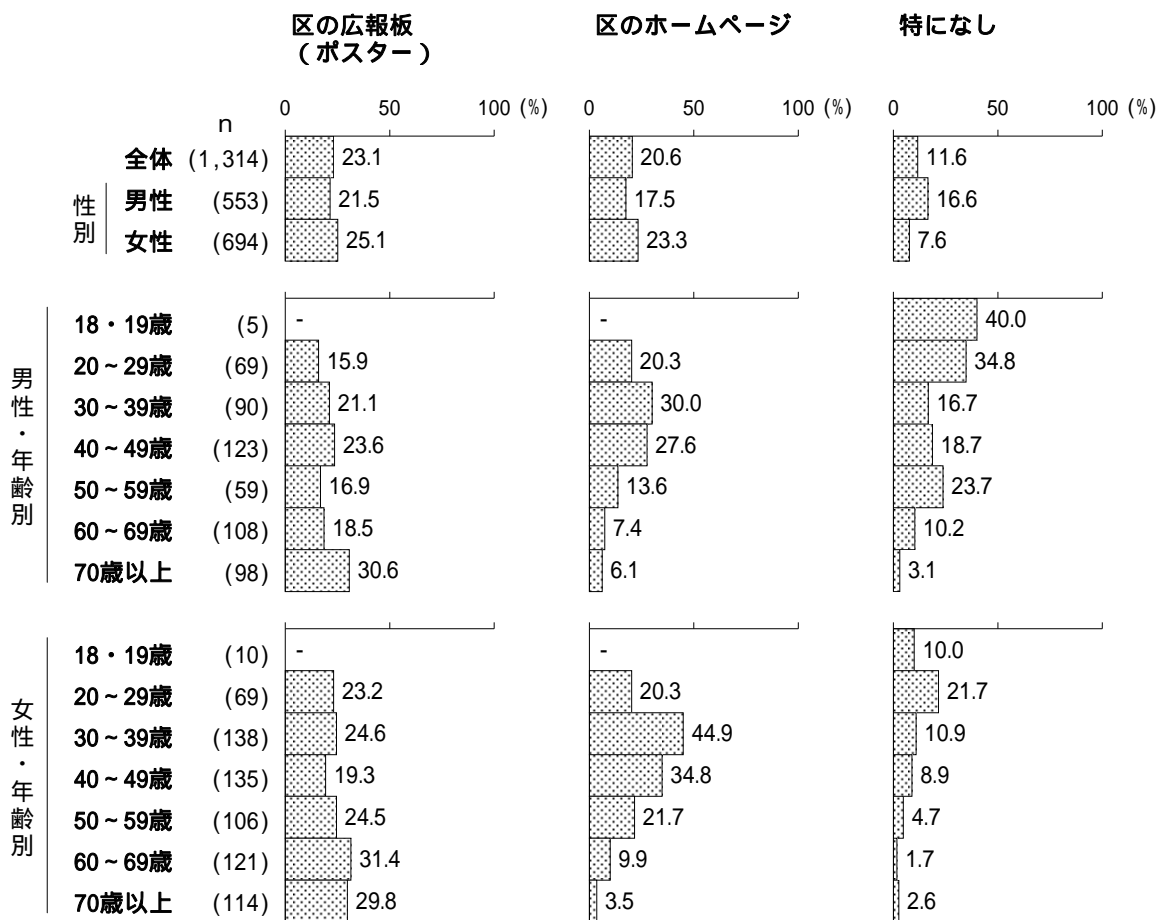 区の広報板 区のホームページ 特になし
(ポスター)
0 50 100 (%) 0 50 100 (%) 0 50 100 (%)
n
全体 (1,314) 23.1 20.6 11.6
性別
男性 (553) 21.5 17.5 16.6
女性 (694) 25.1 23.3 7.6
男性・年齢別
18・19歳 (5) - - 40.0
20~29歳 (69) 15.9 20.3 34.8
30~39歳 (90) 21.1 30.0 16.7
40~49歳 (123) 23.6 27.6 18.7
50~59歳 (59) 16.9 13.6 23.7
60~69歳 (108) 18.5 7.4 10.2
70歳以上 (98) 30.6 6.1 3.1
女性・年齢別
18・19歳 (10) - - 10.0
20~29歳 (69) 23.2 20.3 21.7
30~39歳 (138) 24.6 44.9 10.9
40~49歳 (135) 19.3 34.8 8.9
50~59歳 (106) 24.5 21.7 4.7
60~69歳 (121) 31.4 9.9 1.7
70歳以上 (114) 29.8 3.5 2.6